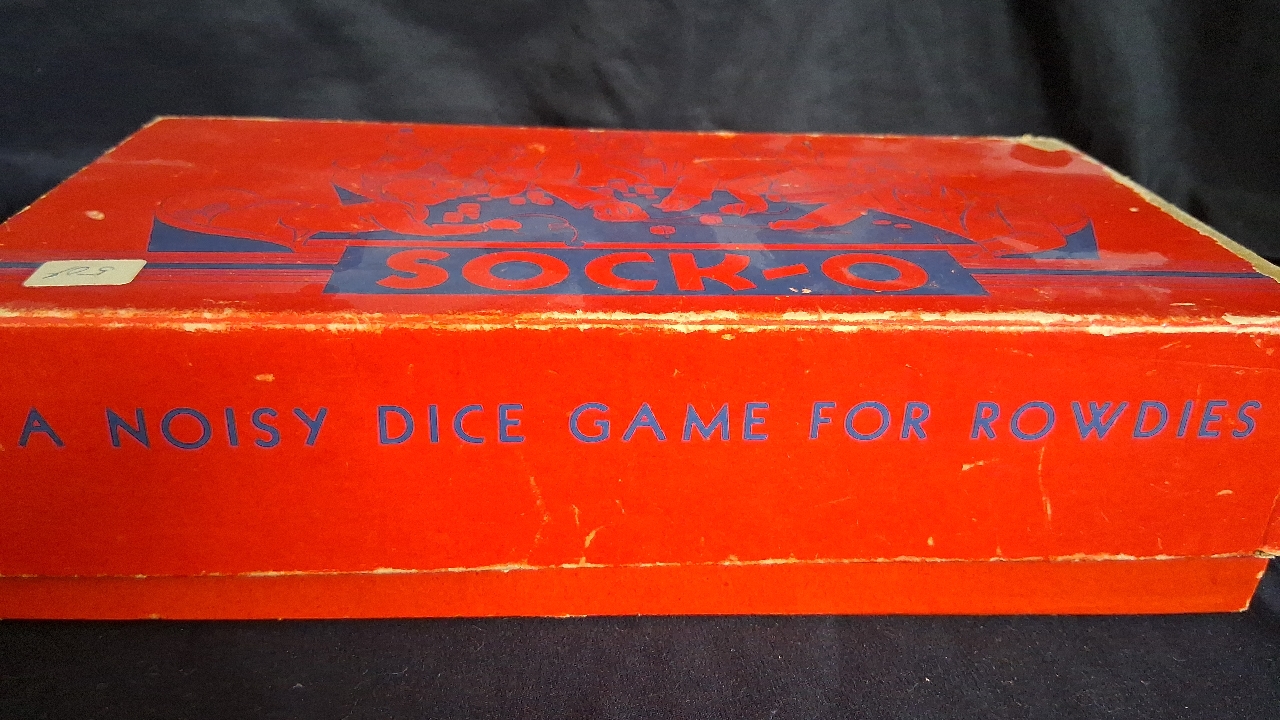 SOCK-O
A NOISY DICE GAME FOR ROWDIES